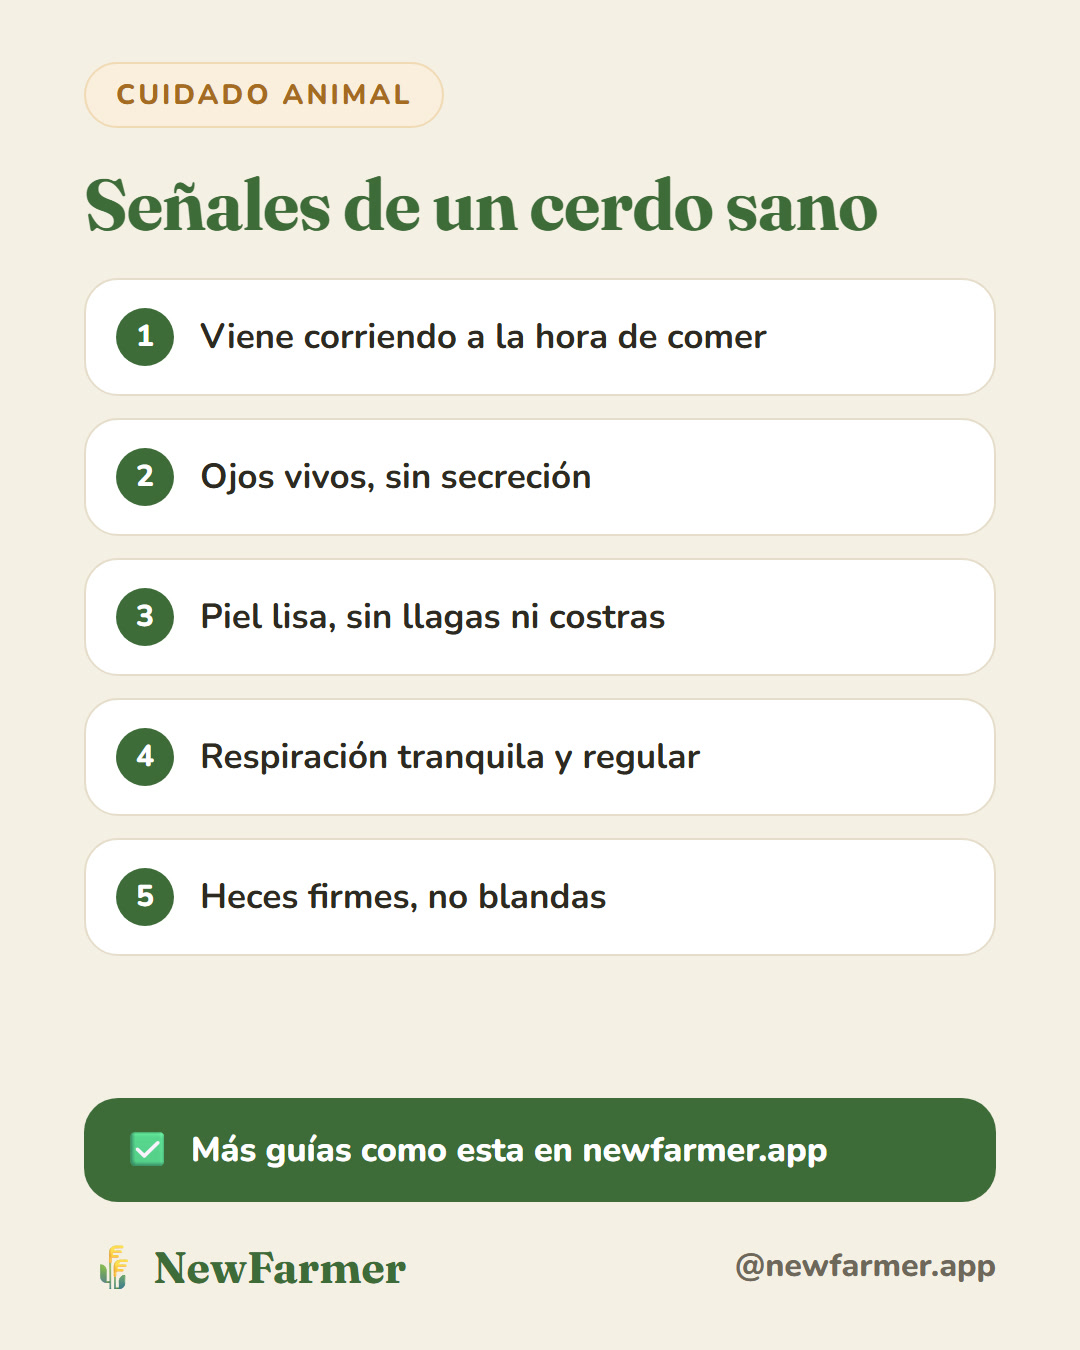 CUIDADO ANIMAL
Señales de un cerdo sano
1 Viene corriendo a la hora de comer
2 Ojos vivos, sin secreción
3 Piel lisa, sin llagas ni costras
4 Respiración tranquila y regular
5 Heces firmes, no blandas
Más guías como esta en newfarmer.app
NewFarmer
@newfarmer.app